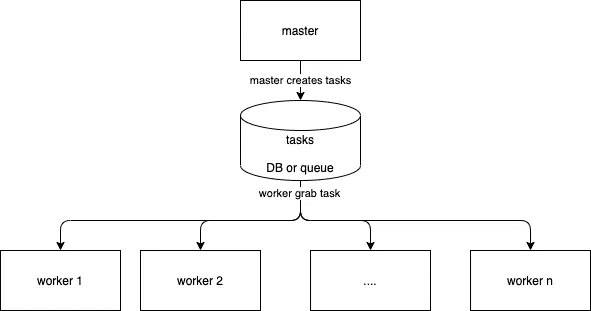 master
master creates tasks
tasks
DB or queue
worker grab task
worker 1
worker 2
....
worker n